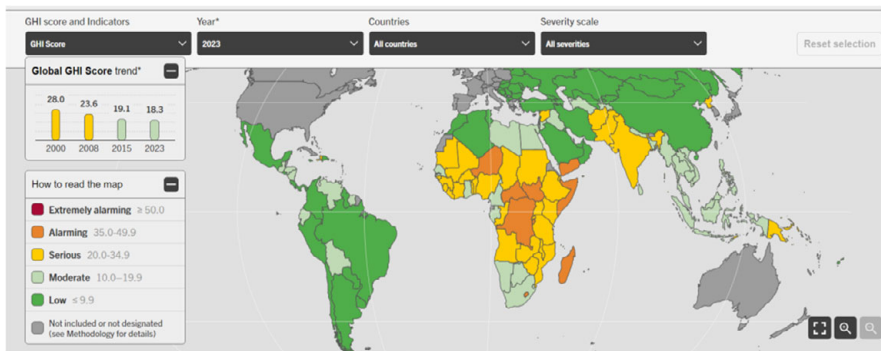 GHI score and Indicators
Year*
Countries
Severity scale
GHI Score
2023
All countries
All severities
Reset selection
Global GHI Score trend*
28.0
23.6
19.1
18.3
2000
2008
2015
2023
How to read the map
Extremely alarming ≥ 50.0
Alarming 35.0-49.9
Serious 20.0-34.9
Moderate 10.0–19.9
Low ≤ 9.9
Not included or not designated
(see Methodology for details)